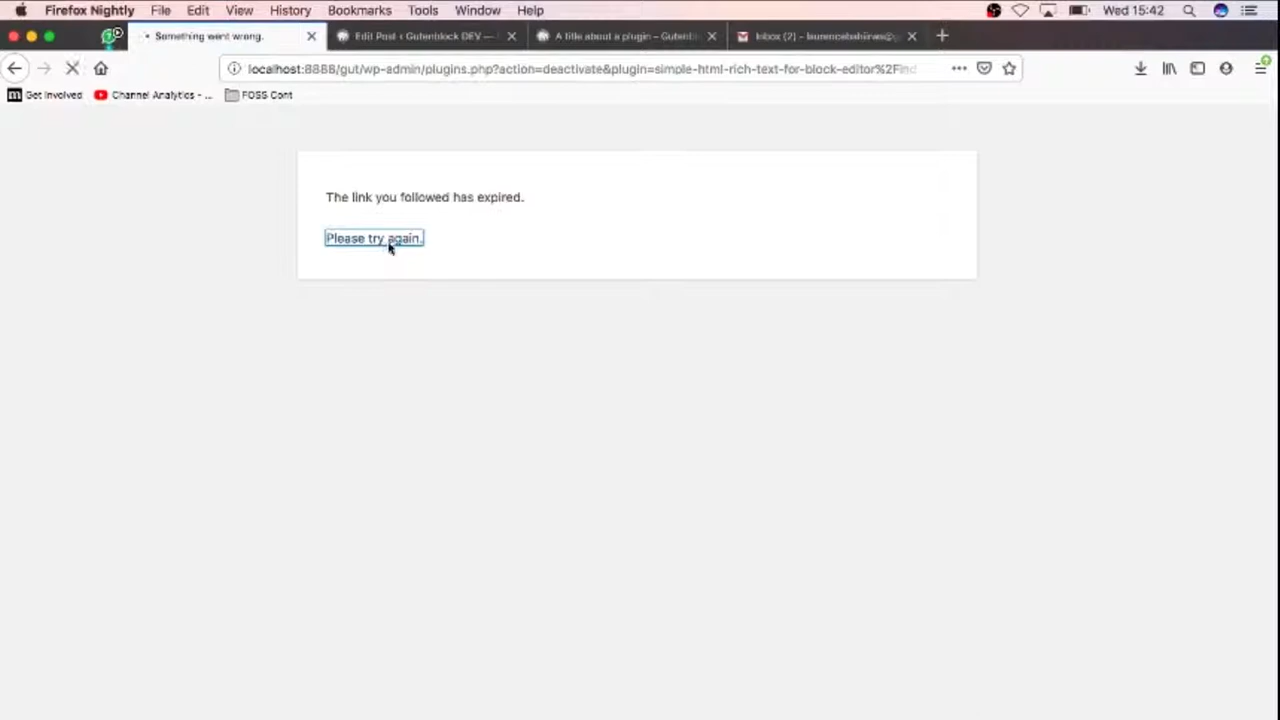 Firefox Nightly File Edit View History Bookmarks Tools Window Help Wed 15:42
Something went wrong. Edit Post ‹ Gutenblock DEV — A title about a plugin – Gutenb Inbox (2) -
localhost:8888/gut/wp-admin/plugins.php?action=deactivate&plugin=simple-html-rich-text-for-block-editor%2Find
Get Involved Channel Analytics - ... FOSS Cont
The link you followed has expired.
Please try again.